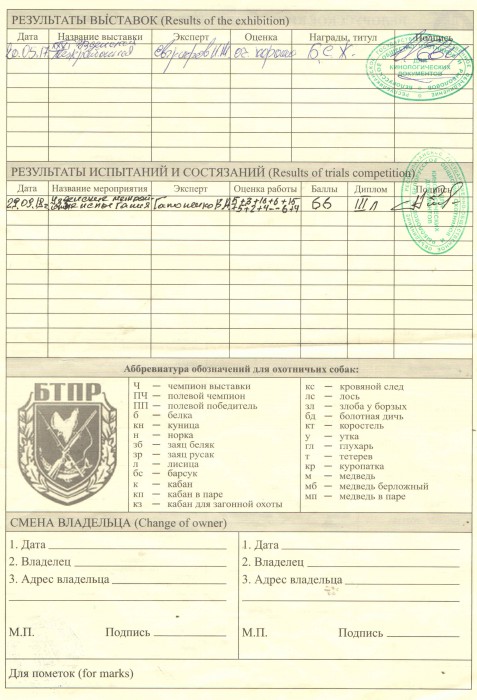 РЕЗУЛЬТАТЫ ВЫСТАВОК (Results of the exhibition)
Дата Название выставки Эксперт Оценка Награды, титул Подпись
оч. хорошо Б.С.Ж.
КИНОЛОГИЧЕСКИХ
ДОКУМЕНТОВ
РЕЗУЛЬТАТЫ ИСПЫТАНИЙ И СОСТЯЗАНИЙ (Results of trials competition)
Дата Название мероприятия Эксперт Оценка работы Баллы Диплом Подпись
испытания 66 III л
Аббревиатура обозначений для охотничьих собак:
БТПР
Ч — чемпион выставки
ПЧ — полевой чемпион
ПП — полевой победитель
б — белка
кн — куница
н — норка
зб — заяц беляк
зр — заяц русак
л — лисица
бс — барсук
к — кабан
кп — кабан в паре
кз — кабан для загонной охоты
кс — кровяной след
лс — лось
зл — злоба у борзых
бд — болотная дичь
кт — коростель
у — утка
гл — глухарь
т — тетерев
кр — куропатка
м — медведь
мб — медведь берложный
мп — медведь в паре
СМЕНА ВЛАДЕЛЬЦА (Change of owner)
1. Дата
2. Владелец
3. Адрес владельца
М.П. Подпись
1. Дата
2. Владелец
3. Адрес владельца
М.П. Подпись
Для пометок (for marks)